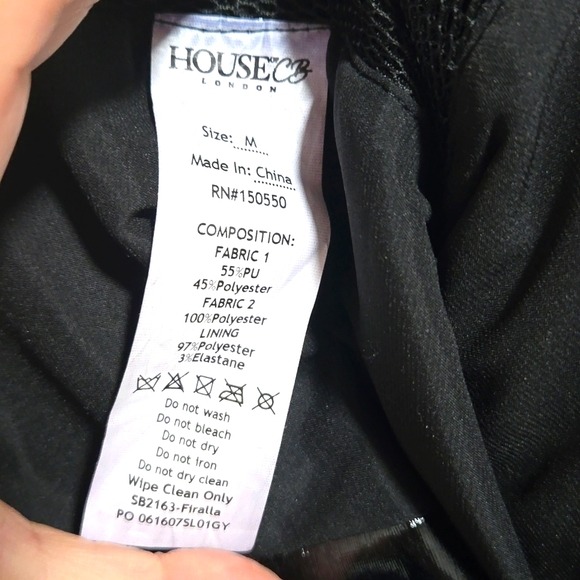 HOUSE OF CB
LONDON
Size: M
Made In: China
RN#150550
COMPOSITION:
FABRIC 1
55%PU
45%Polyester
FABRIC 2
100%Polyester
LINING
97%Polyester
3%Elastane
Do not wash
Do not bleach
Do not dry
Do not iron
Do not dry clean
Wipe Clean Only
SB2163-Firalla
PO 061607SL01GY